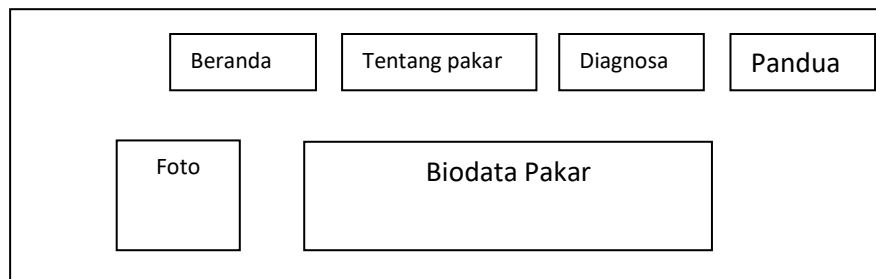 Beranda
Tentang pakar
Diagnosa
Pandua
Foto
Biodata Pakar